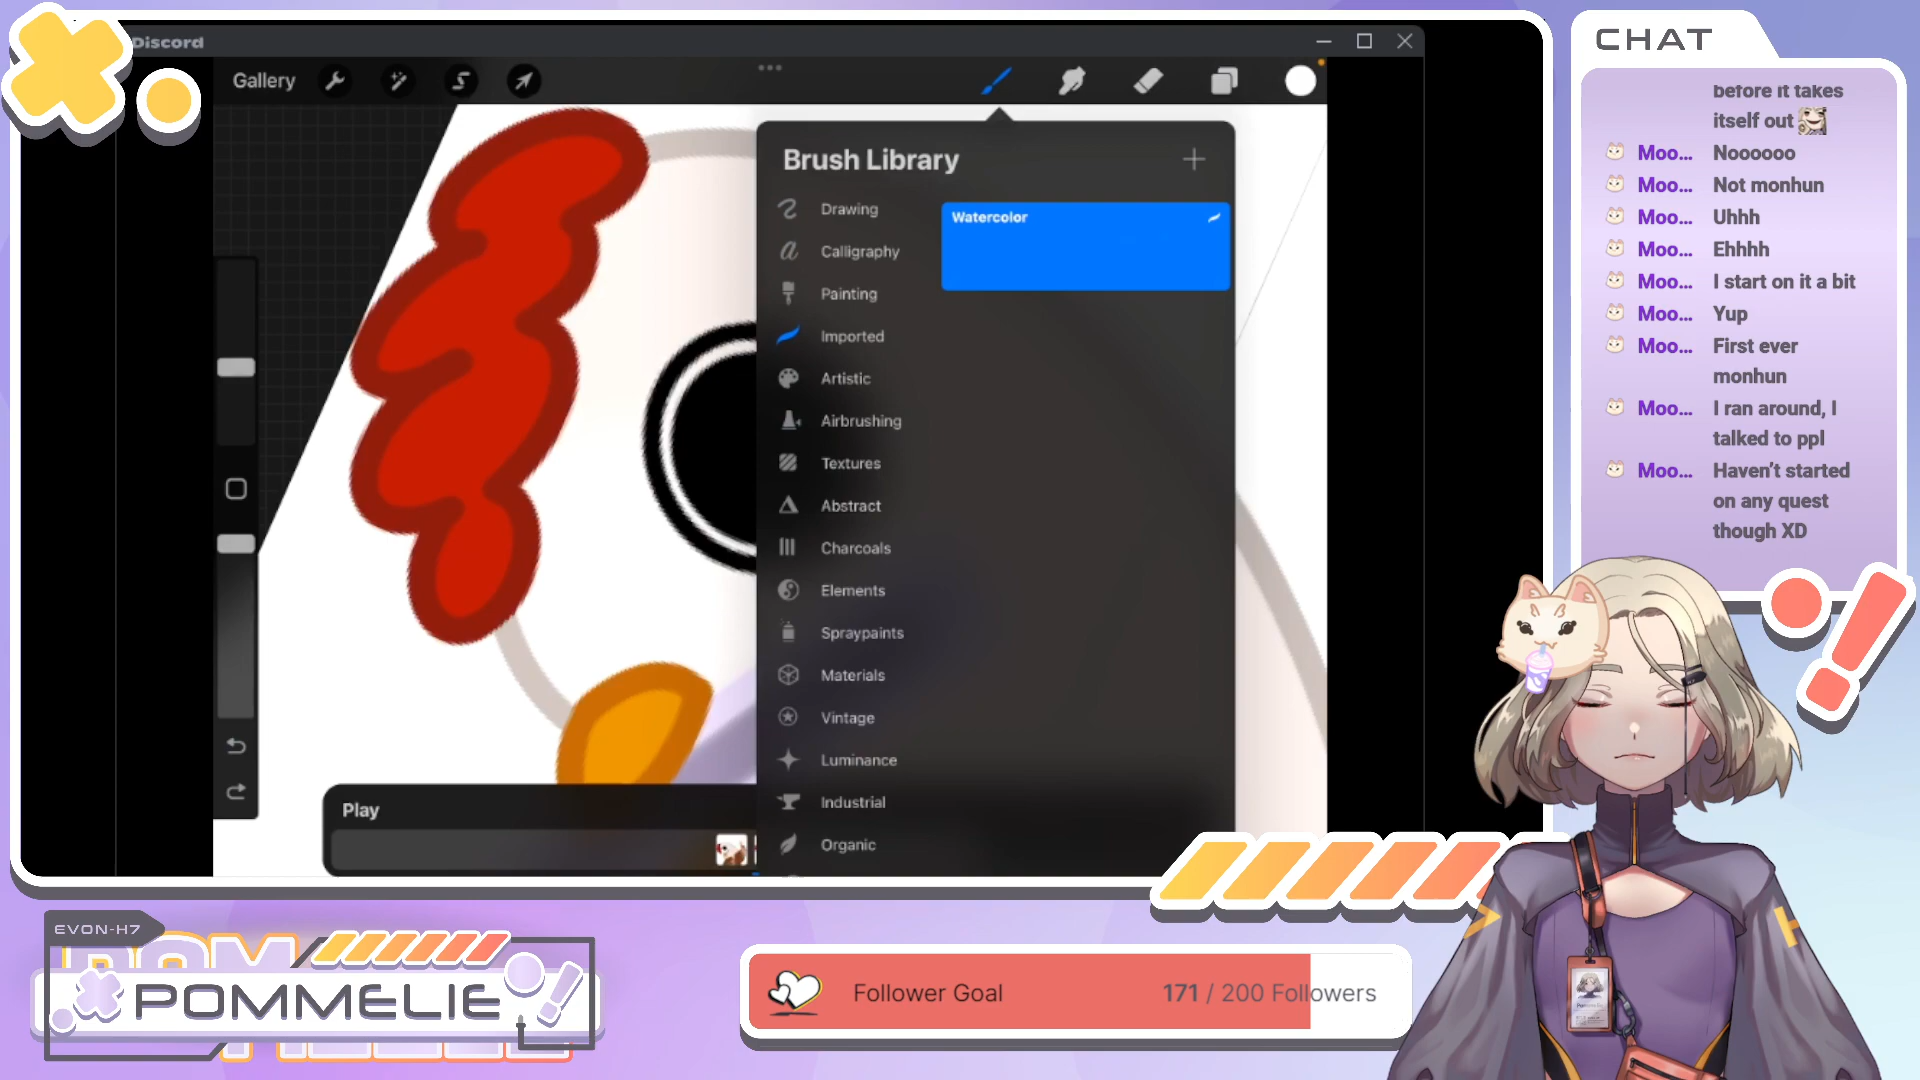 Discord
Gallery
Brush Library
Drawing
Calligraphy
Painting
Imported
Artistic
Airbrushing
Textures
Abstract
Charcoals
Elements
Spraypaints
Materials
Vintage
Luminance
Industrial
Organic
Watercolor
Play
CHAT
before it takes
itself out
Moo... Noooooo
Moo... Not monhun
Moo... Uhhh
Moo... Ehhhh
Moo... I start on it a bit
Moo... Yup
Moo... First ever
monhun
Moo... I ran around, I
talked to ppl
Moo... Haven't started
on any quest
though XD
EVON-H7
POMMELIE
Follower Goal
171 / 200 Followers